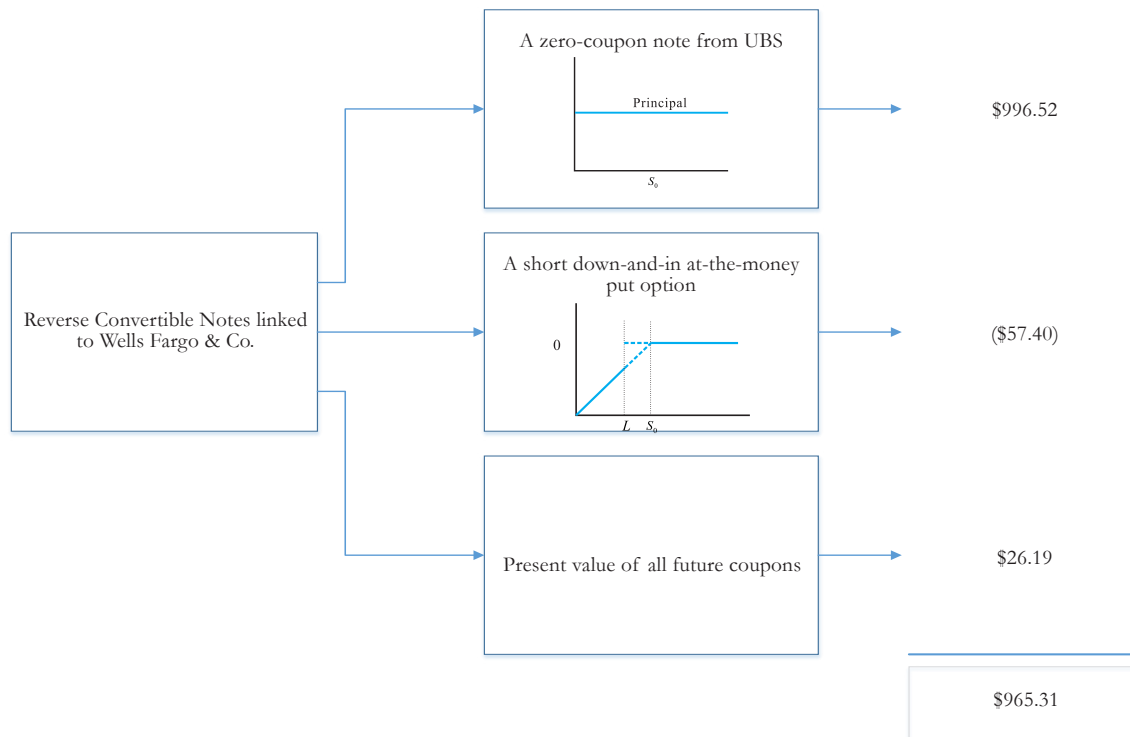 A zero-coupon note from UBS
Principal
S₀
$996.52
Reverse Convertible Notes linked
to Wells Fargo & Co.
A short down-and-in at-the-money
put option
0
L S₀
($57.40)
Present value of all future coupons
$26.19
$965.31